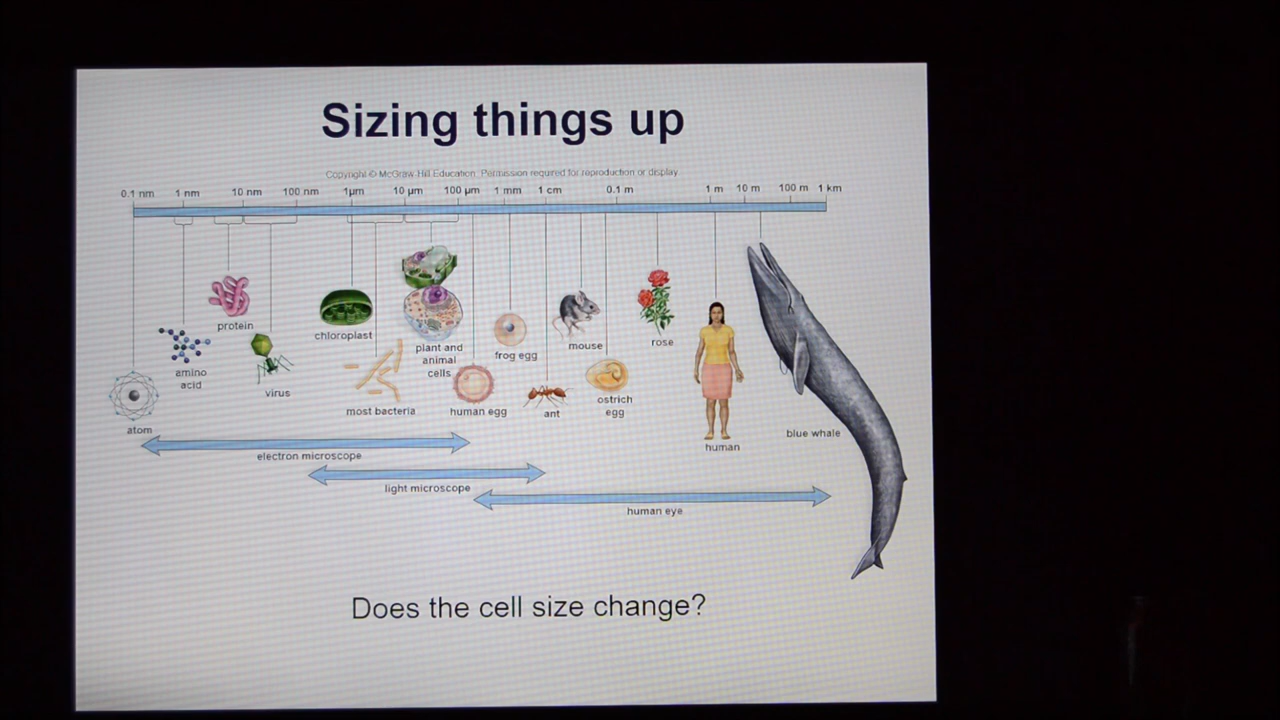 Sizing things up
Copyright © McGraw-Hill Education. Permission required for reproduction or display.
0.1 nm 1 nm 10 nm 100 nm 1µm 10 µm 100 µm 1 mm 1 cm 0.1 m 1 m 10 m 100 m 1 km
protein
chloroplast
amino
acid
virus
plant and
animal
cells
most bacteria
frog egg
human egg
mouse
ant
rose
ostrich
egg
atom
human
blue whale
electron microscope
light microscope
human eye
Does the cell size change?